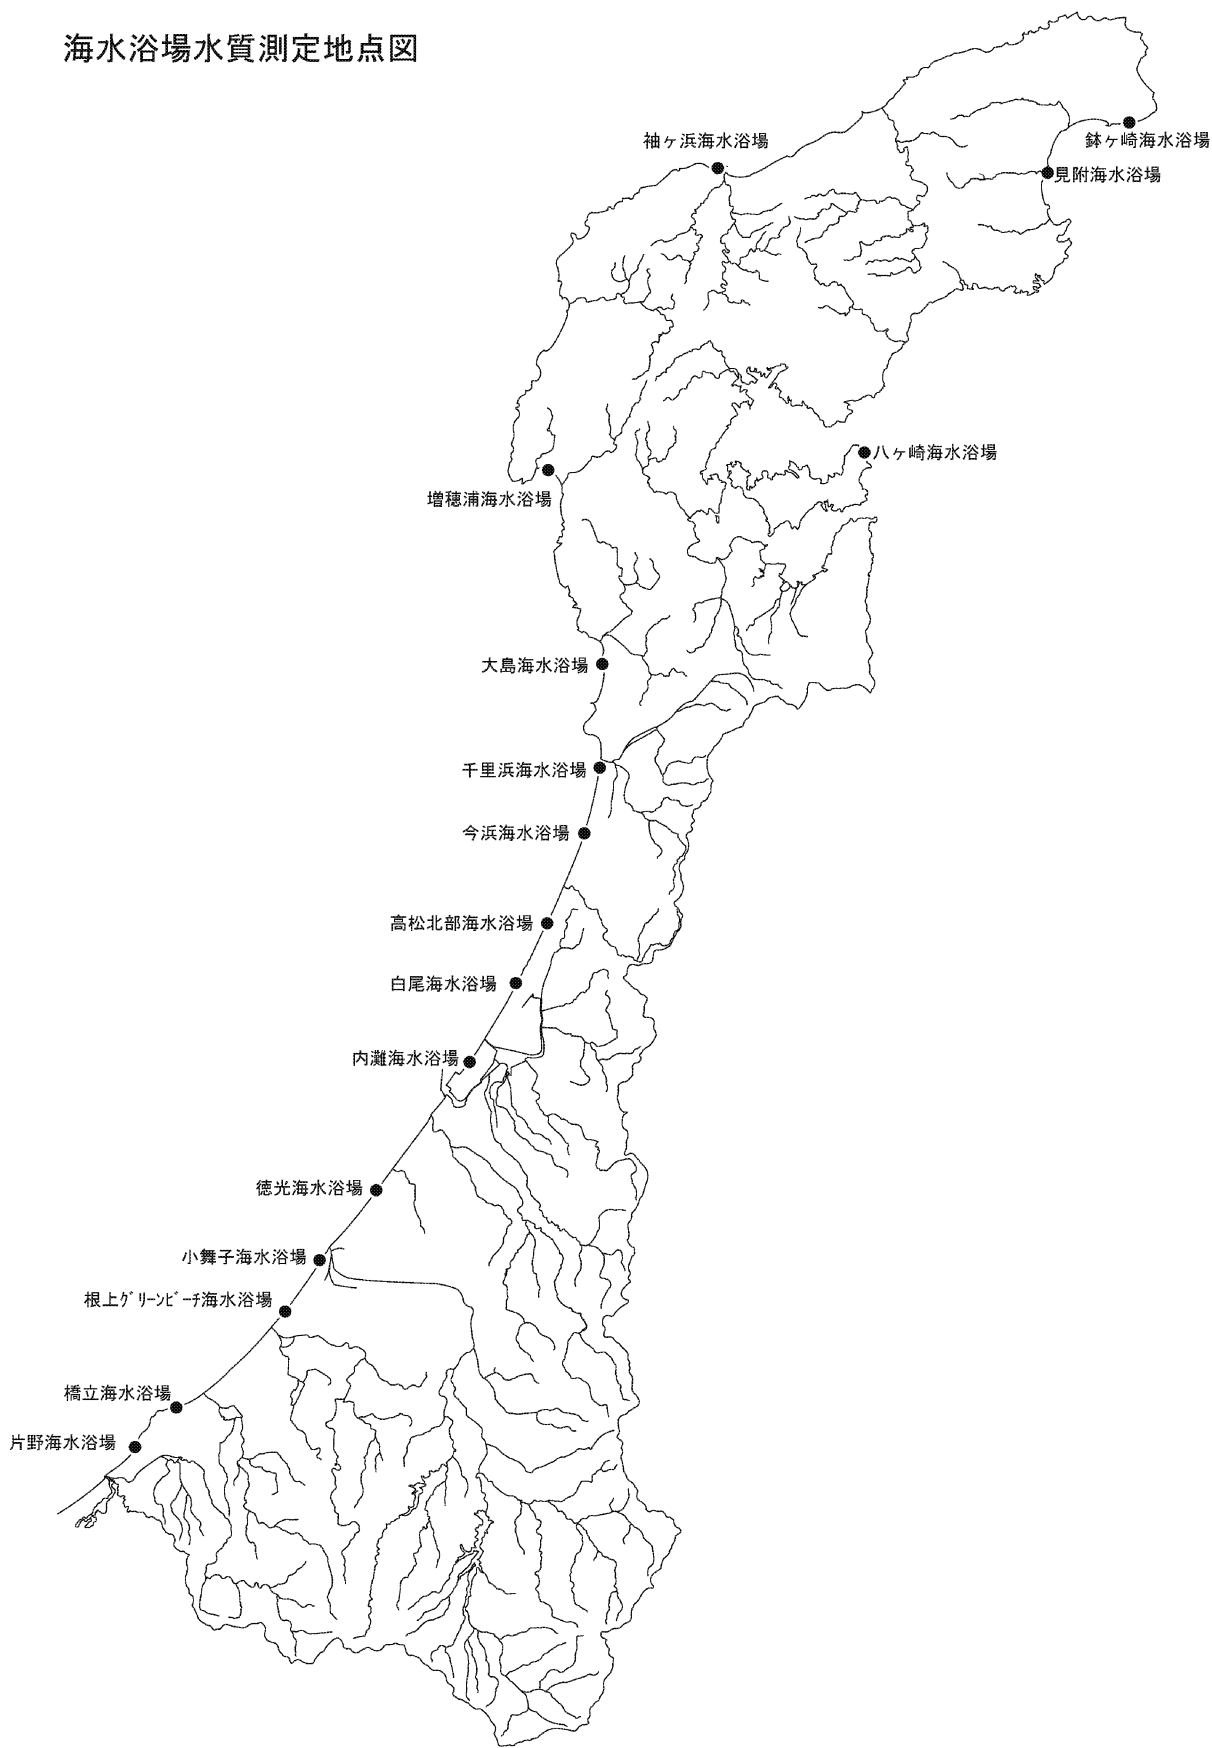 海水浴場水質測定地点図
袖ヶ浜海水浴場
鉢ヶ崎海水浴場
見附海水浴場
八ヶ崎海水浴場
増穂浦海水浴場
大島海水浴場
千里浜海水浴場
今浜海水浴場
高松北部海水浴場
白尾海水浴場
内灘海水浴場
徳光海水浴場
小舞子海水浴場
根上ｸﾞﾘｰﾝﾋﾞｰﾁ海水浴場
橋立海水浴場
片野海水浴場